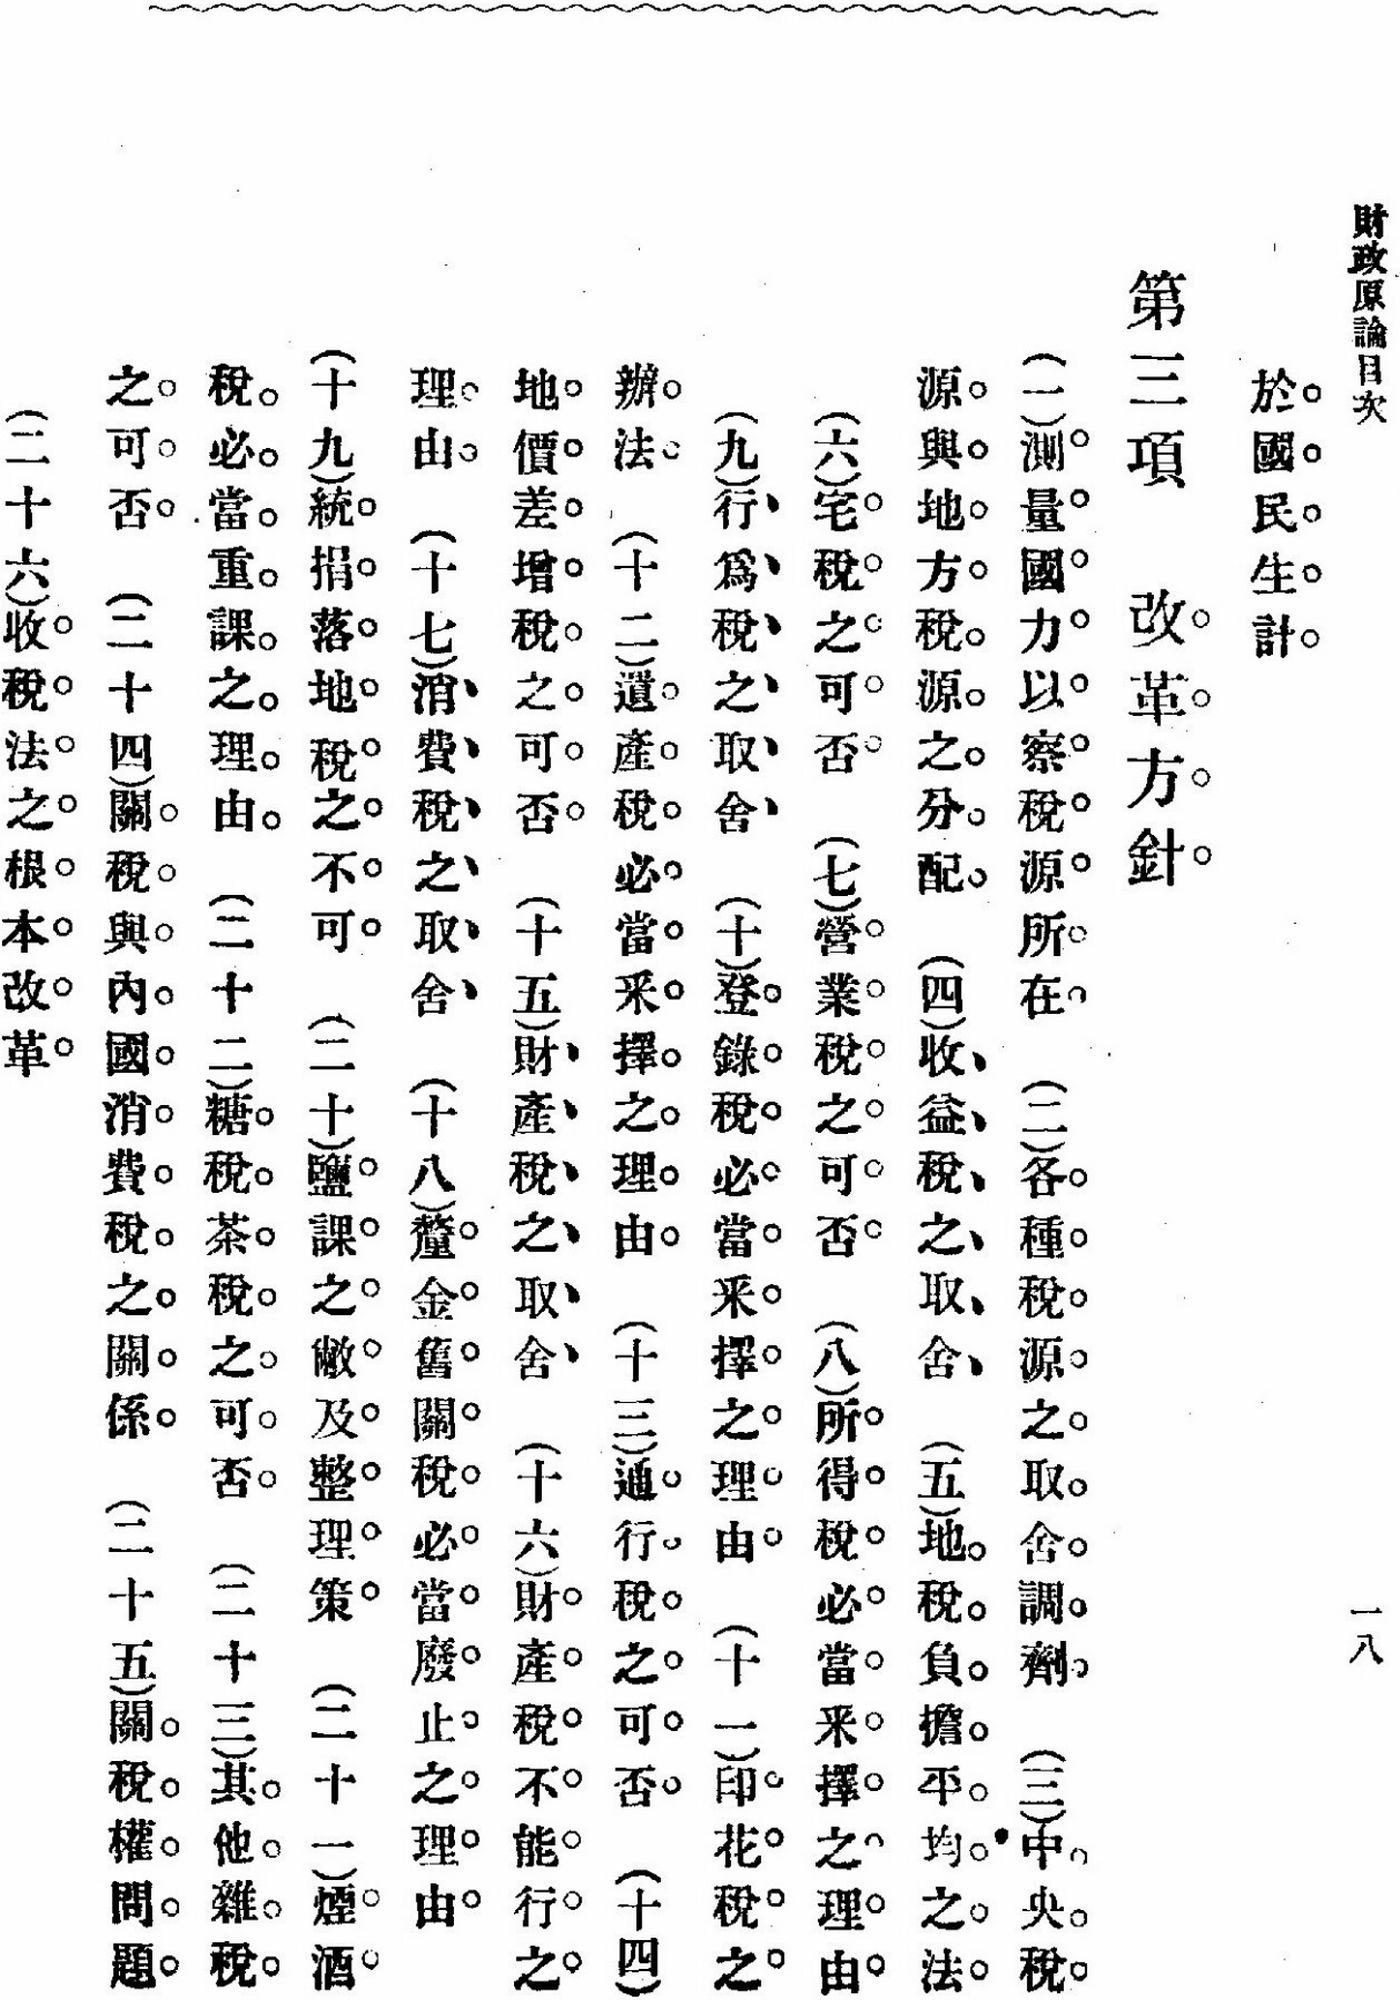 財政原論目次
一八
於國民生計
第三項　改革方針
(一)測量國力以察稅源所在　(二)各種稅源之取舍調劑　(三)中央稅
源與地方稅源之分配　(四)收益稅之取舍　(五)地稅負擔平均之法
(六)宅稅之可否　(七)營業稅之可否　(八)所得稅必當采擇之理由
(九)行爲稅之取舍　(十)登錄稅必當采擇之理由　(十一)印花稅之
辦法　(十二)遺產稅必當采擇之理由　(十三)通行稅之可否　(十四)
地價差增稅之可否　(十五)財產稅之取舍　(十六)財產稅不能行之
理由　(十七)消費稅之取舍　(十八)釐金舊關稅必當廢止之理由
(十九)統捐落地稅之不可　(二十)鹽課之敝及整理策　(二十一)煙酒
稅必當重課之理由　(二十二)糖稅茶稅之可否　(二十三)其他雜稅
之可否　(二十四)關稅與內國消費稅之關係　(二十五)關稅權問題
(二十六)收稅法之根本改革